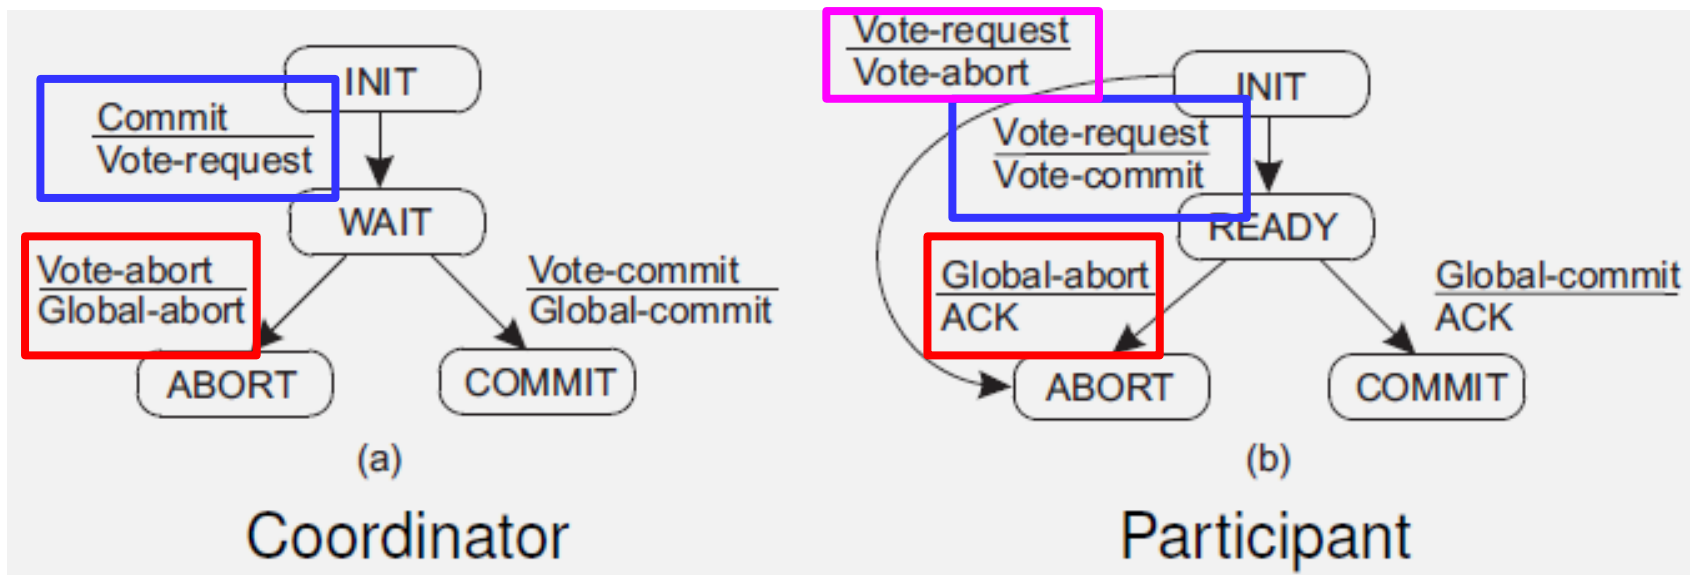 INIT
Commit
Vote-request
WAIT
Vote-abort
Global-abort
Vote-commit
Global-commit
ABORT
COMMIT
(a)
Coordinator
Vote-request
Vote-abort
INIT
Vote-request
Vote-commit
READY
Global-abort
ACK
Global-commit
ACK
ABORT
COMMIT
(b)
Participant